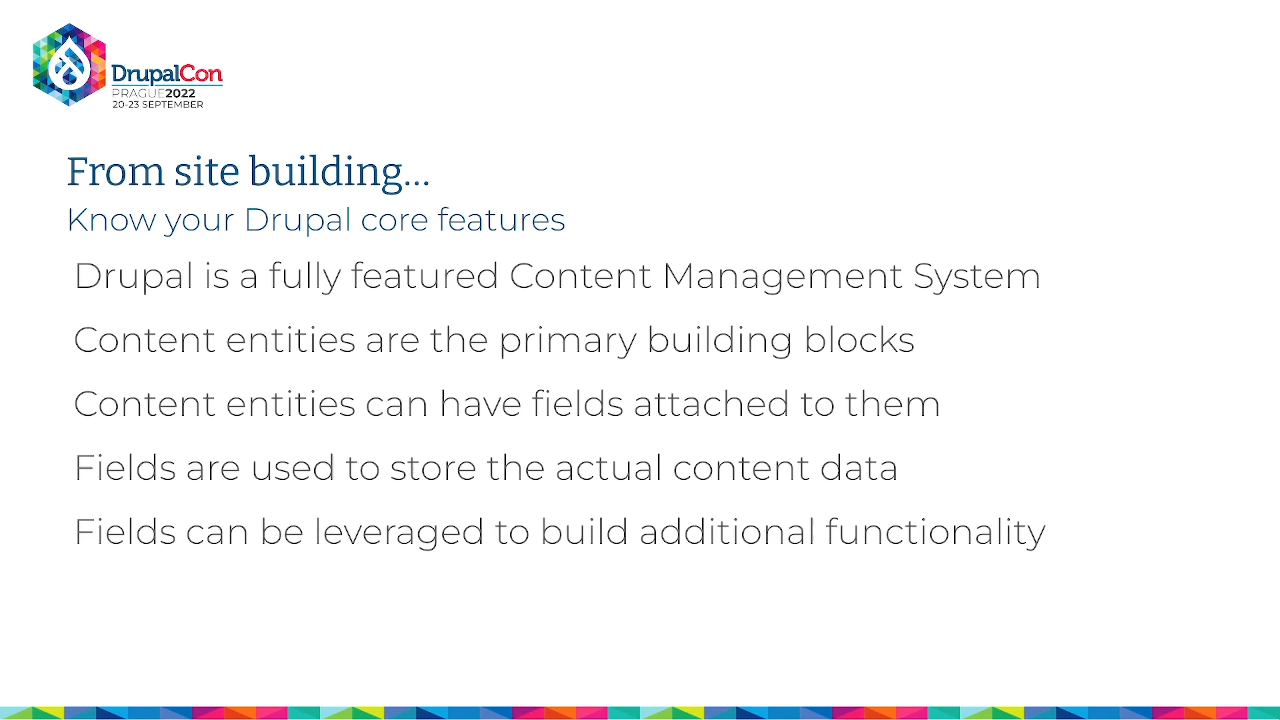 DrupalCon
PRAGUE2022
20-23 SEPTEMBER
From site building...
Know your Drupal core features
Drupal is a fully featured Content Management System
Content entities are the primary building blocks
Content entities can have fields attached to them
Fields are used to store the actual content data
Fields can be leveraged to build additional functionality